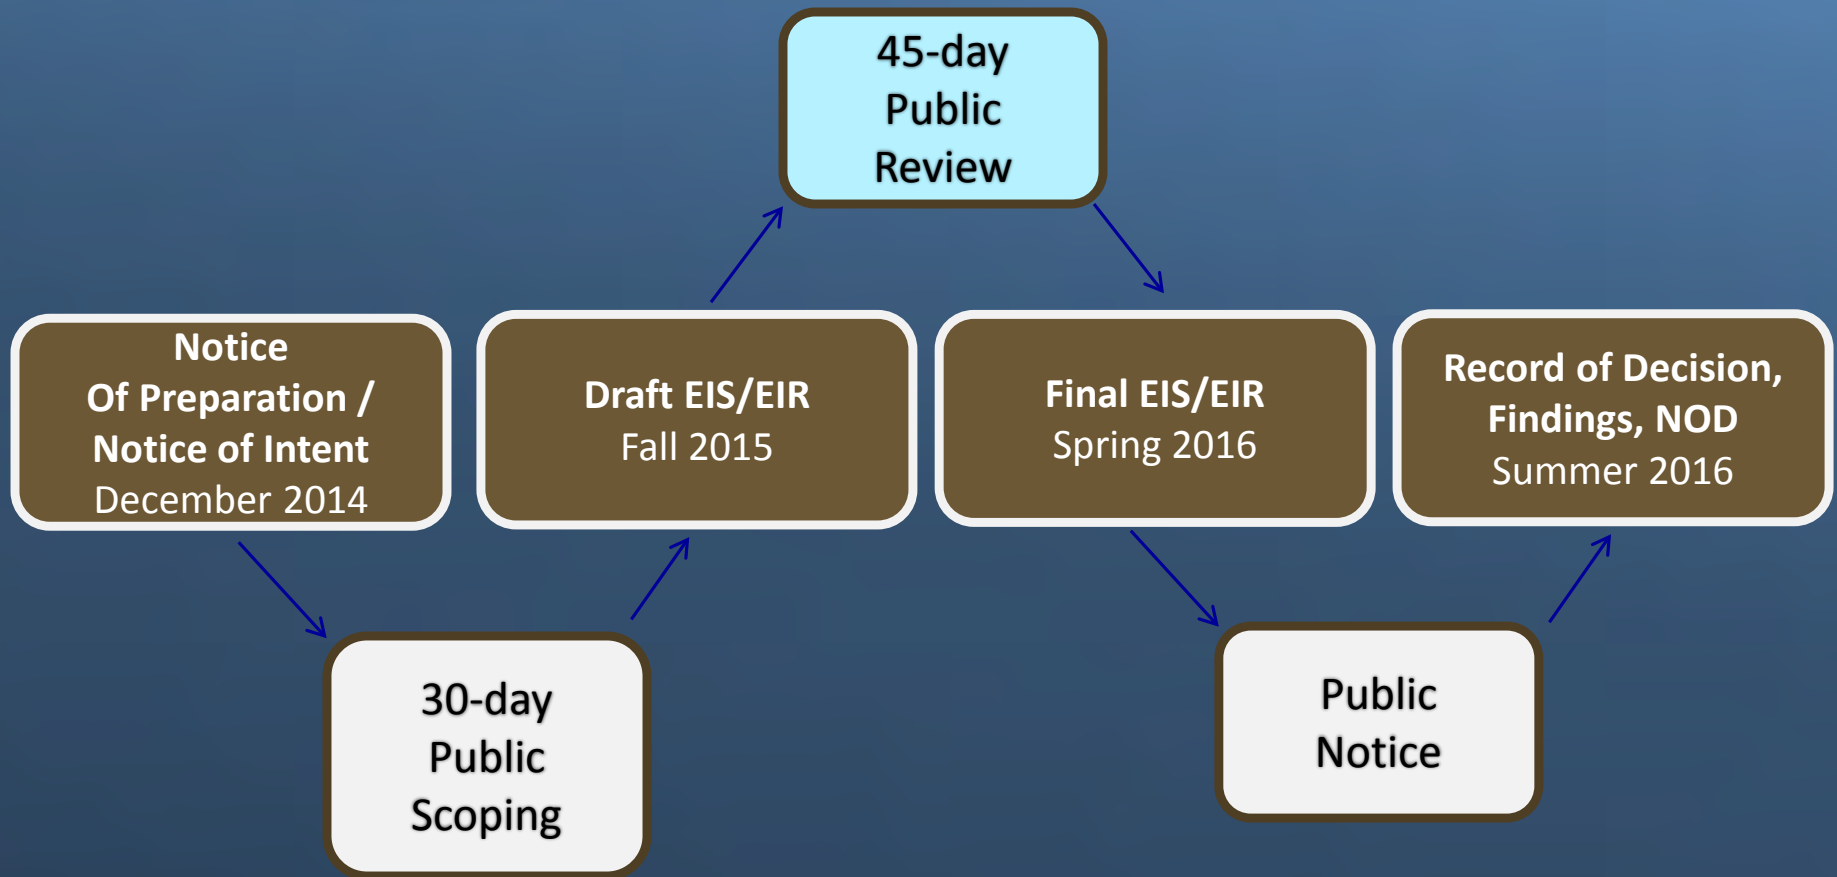 45-day
Public
Review
Notice
Of Preparation /
Notice of Intent
December 2014
Draft EIS/EIR
Fall 2015
Final EIS/EIR
Spring 2016
Record of Decision,
Findings, NOD
Summer 2016
30-day
Public
Scoping
Public
Notice